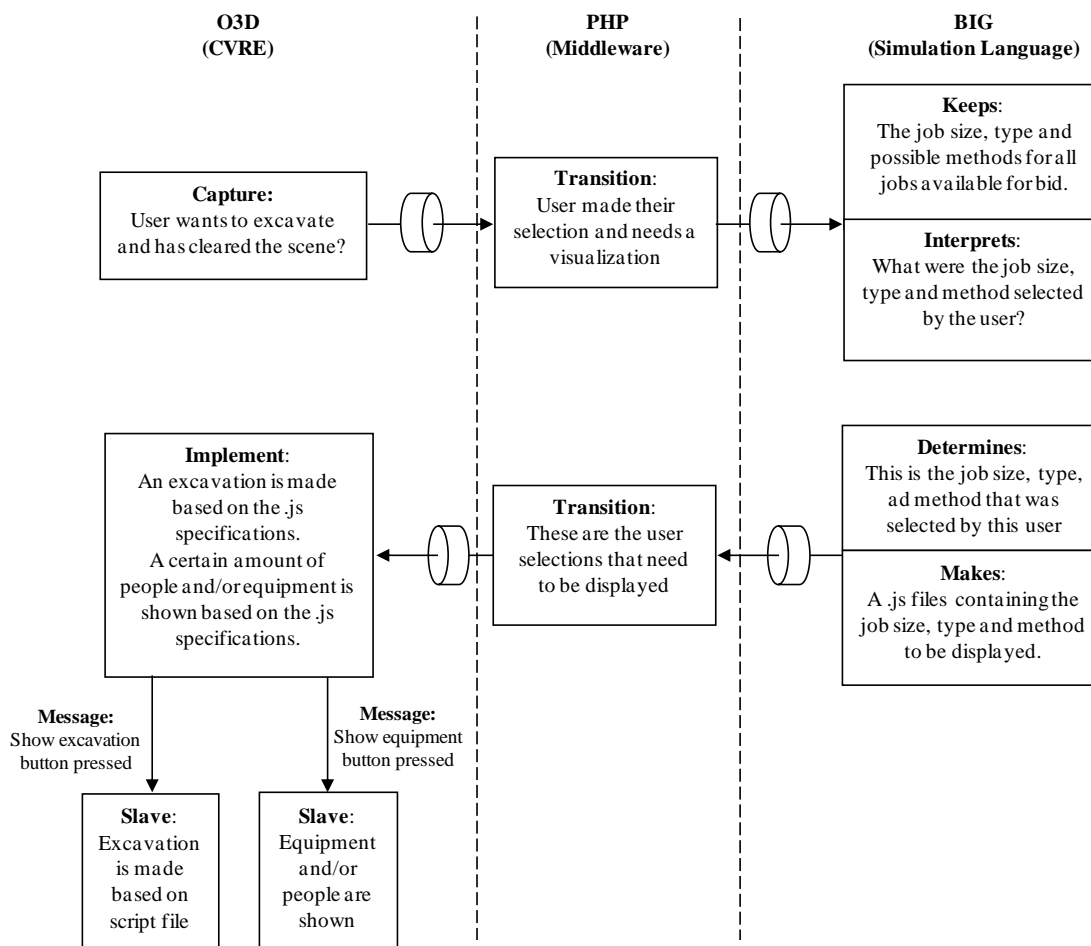 O3D
(CVRE)
PHP
(Middleware)
BIG
(Simulation Language)
Capture:
User wants to excavate
and has cleared the scene?
Transition:
User made their
selection and needs a
visualization
Keeps:
The job size, type and
possible methods for all
jobs available for bid.
Interprets:
What were the job size,
type and method selected
by the user?
Implement:
An excavation is made
based on the .js
specifications.
A certain amount of
people and/or equipment is
shown based on the .js
specifications.
Transition:
These are the user
selections that need
to be displayed
Determines:
This is the job size, type,
ad method that was
selected by this user
Makes:
A .js files containing the
job size, type and method
to be displayed.
Message:
Show excavation
button pressed
Message:
Show equipment
button pressed
Slave:
Excavation
is made
based on
script file
Slave:
Equipment
and/or
people are
shown